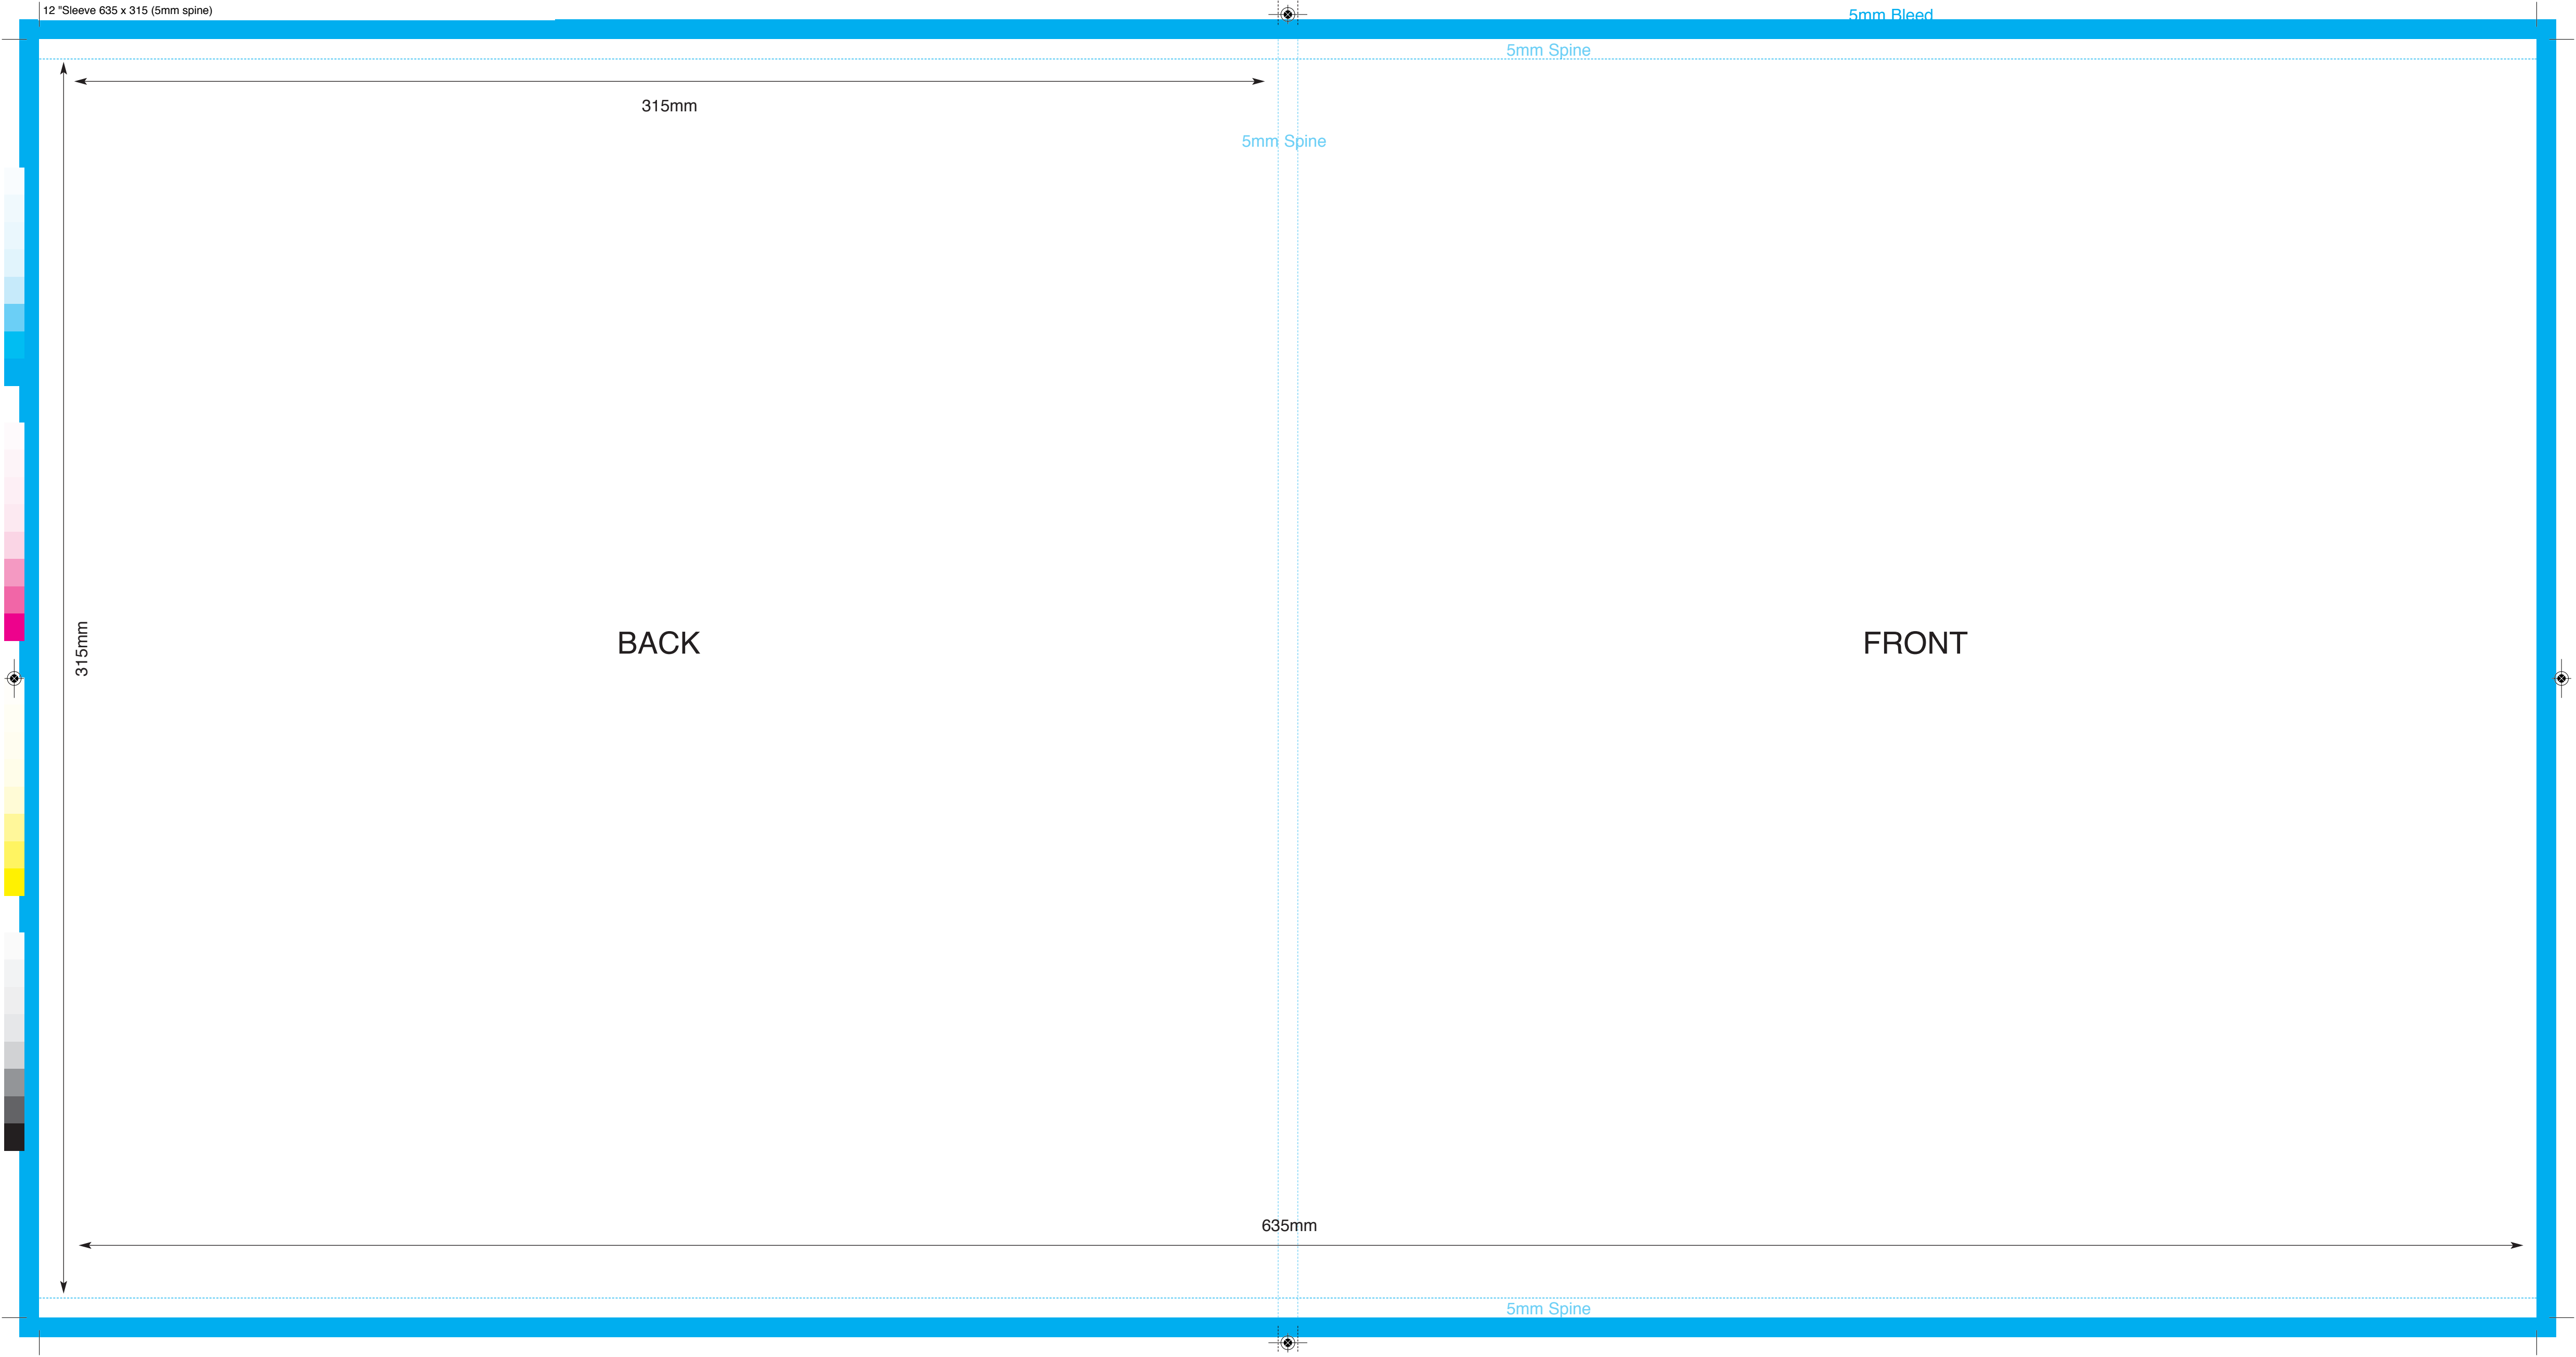 12 "Sleeve 635 x 315 (5mm spine)
5mm Bleed
5mm Spine
315mm
5mm Spine
315mm
BACK
FRONT
635mm
5mm Spine